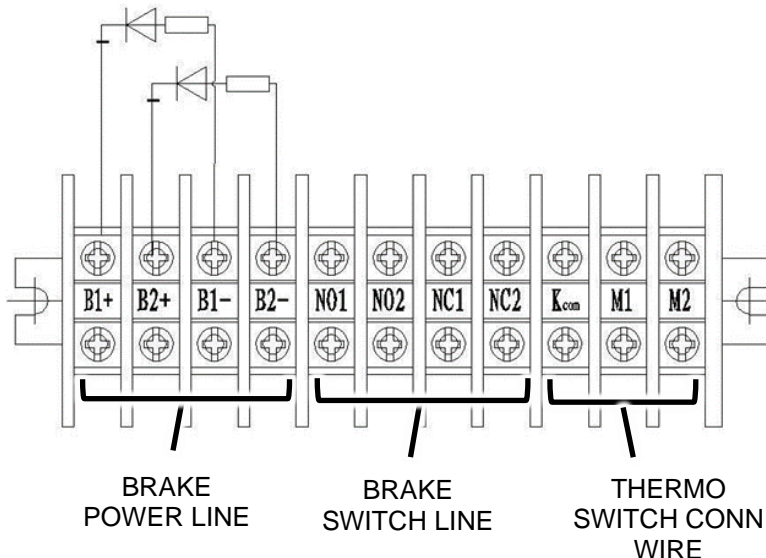 B1+ B2+ B1- B2- NO1 NO2 NC1 NC2 Kcom M1 M2
BRAKE
POWER LINE
BRAKE
SWITCH LINE
THERMO
SWITCH CONN
WIRE